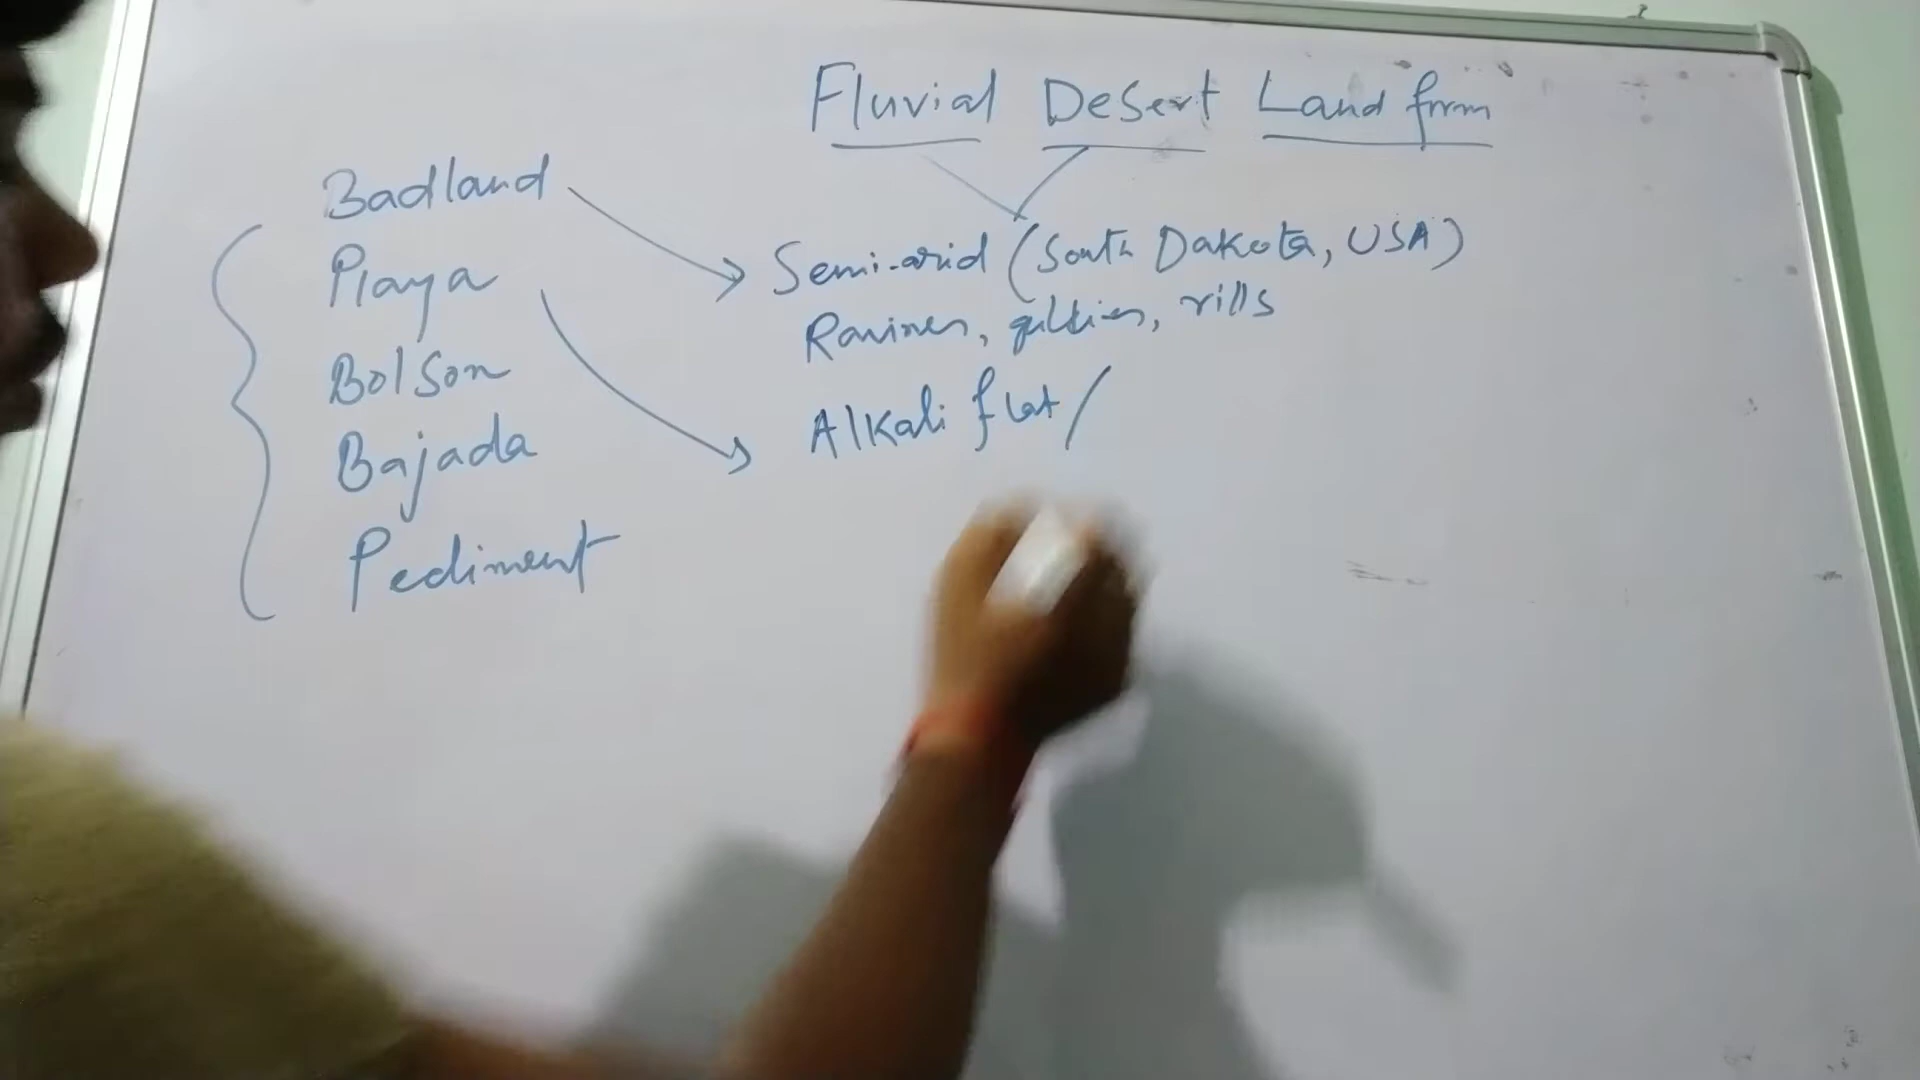 Fluvial Desert Land form
Badland
Playa
Bolson
Bajada
Pediment
Semi-arid (South Dakota, USA)
Ravines, gullies, rills
Alkali flat/